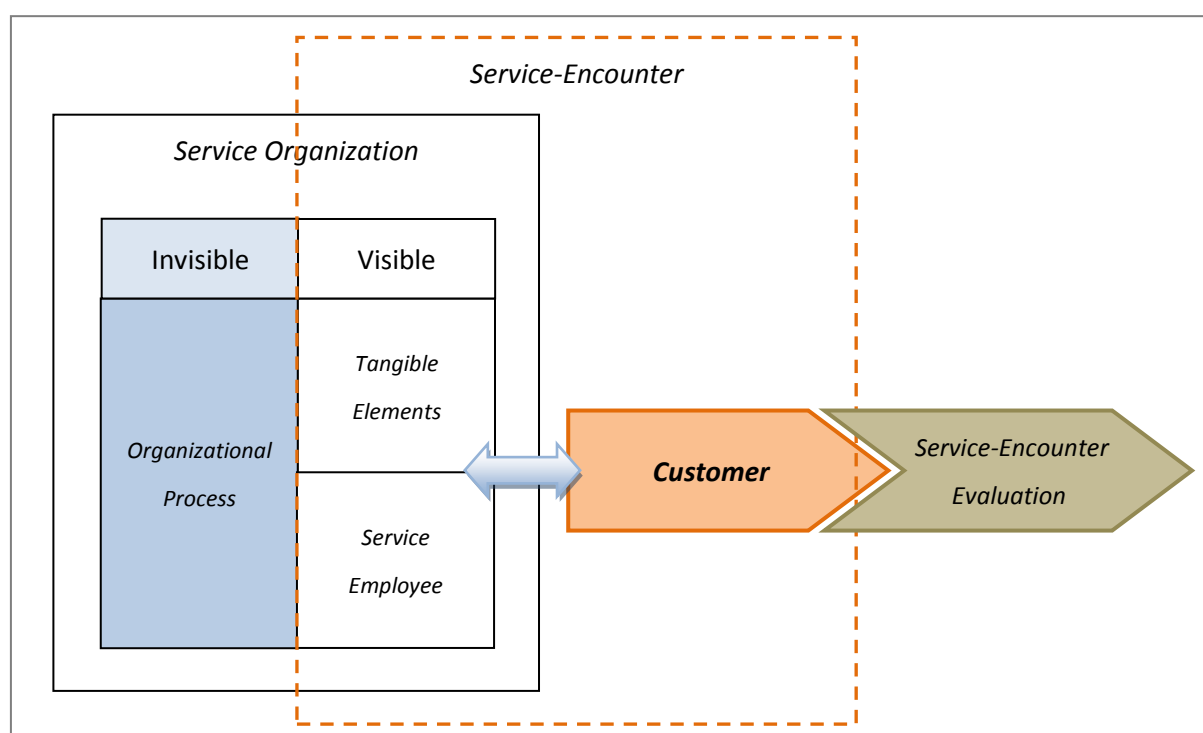 Service-Encounter
Service Organization
Invisible
Visible
Organizational
Process
Tangible
Elements
Service
Employee
Customer
Service-Encounter
Evaluation